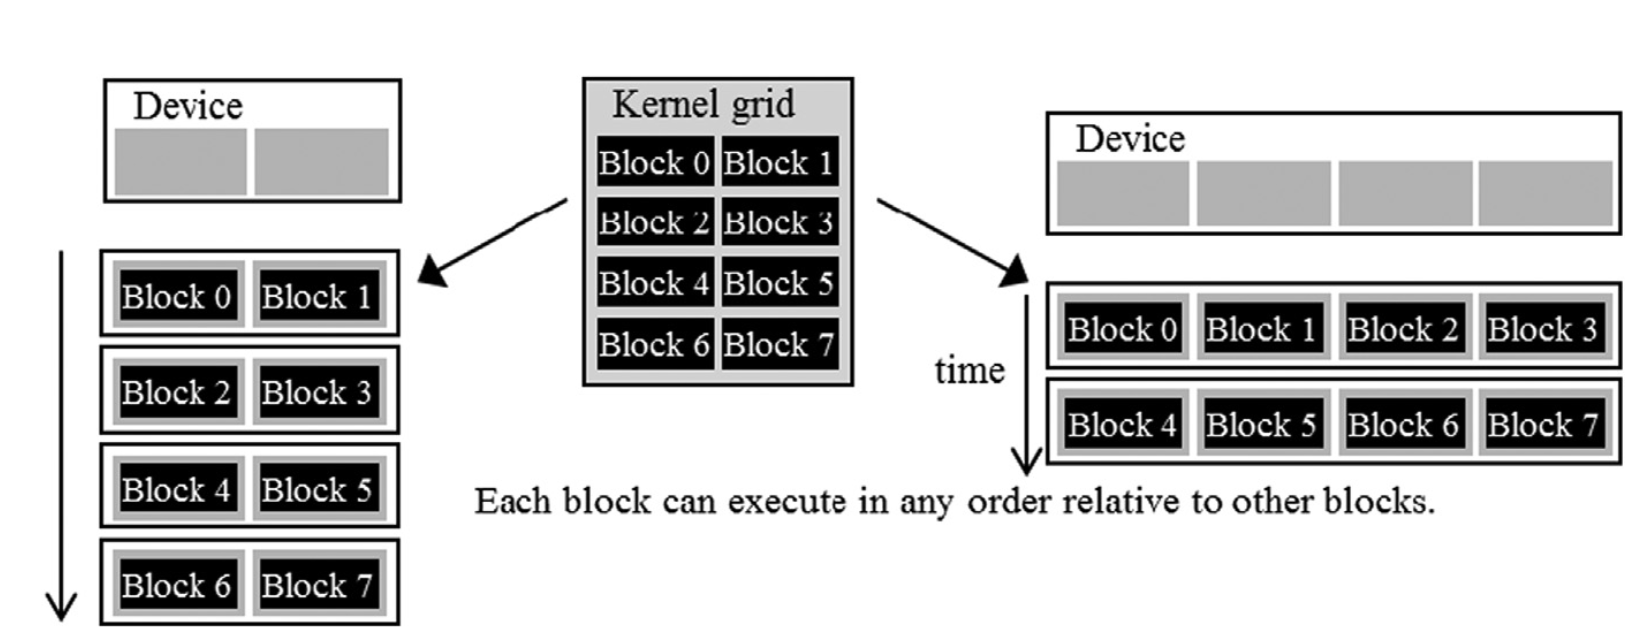 Device
Block 0 Block 1
Block 2 Block 3
Block 4 Block 5
Block 6 Block 7
Kernel grid
Block 0 Block 1
Block 2 Block 3
Block 4 Block 5
Block 6 Block 7
Device
time
Block 0 Block 1 Block 2 Block 3
Block 4 Block 5 Block 6 Block 7
Each block can execute in any order relative to other blocks.